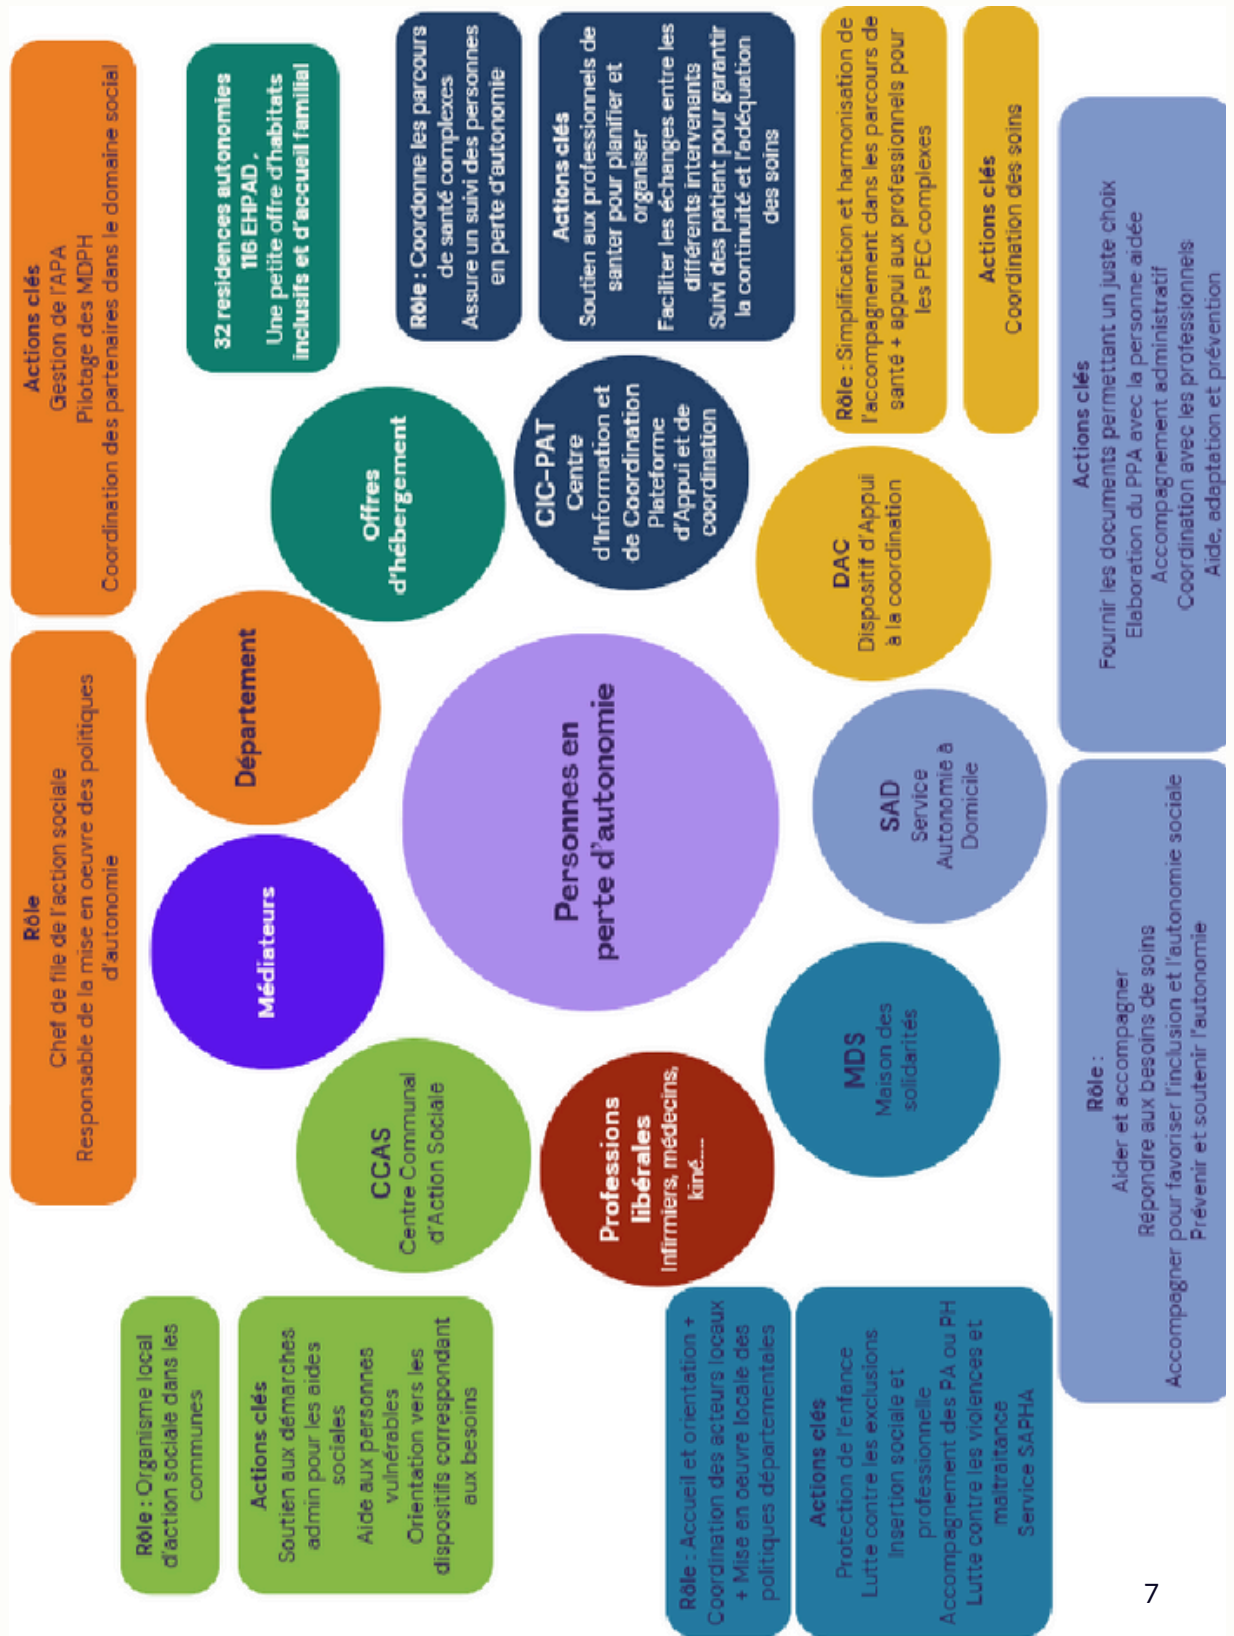 Rôle
Chef de file de l'action sociale
Responsable de la mise en oeuvre des politiques
d'autonomie
Actions clés
Gestion de l'APA
Pilotage des MDPH
Coordination des partenaires dans le domaine social
Rôle : Organisme local
d'action sociale dans les
communes
Actions clés
Soutien aux démarches
admin pour les aides
sociales
Aide aux personnes
vulnérables
Orientation vers les
dispositifs correspondant
aux besoins
CCAS
Centre Communal
d'Action Sociale
Médiateurs
Département
Offres
d'hébergement
32 residences autonomies
116 EHPAD,
Une petite offre d'habitats
inclusifs et d'accueil familial
Rôle : Coordonne les parcours
de santé complexes
Assure un suivi des personnes
en perte d'autonomie
CIC-PAT
Centre
d'Information et
de Coordination
Plateforme
d'Appui et de
coordination
Actions clés
Soutien aux professionnels de
santer pour planifier et
organiser
Faciliter les échanges entre les
différents intervenants
Suivi des patient pour garantir
la continuité et l'adéquation
des soins
Personnes en
perte d'autonomie
Professions
libérales
Infirmiers, médecins,
kiné....
Rôle : Accueil et orientation +
Coordination des acteurs locaux
+ Mise en oeuvre locale des
politiques départementales
Actions clés
Protection de l'enfance
Lutte contre les exclusions
Insertion sociale et
professionnelle
Accompagnement des PA ou PH
Lutte contre les violences et
maltraitance
Service SAPHA
MDS
Maison des
solidarités
SAD
Service
Autonomie à
Domicile
DAC
Dispositif d'Appui
à la coordination
Rôle : Simplification et harmonisation de
l'accompagnement dans les parcours de
santé + appui aux professionnels pour
les PEC complexes
Actions clés
Coordination des soins
Rôle :
Aider et accompagner
Répondre aux besoins de soins
Accompagner pour favoriser l'inclusion et l'autonomie sociale
Prévenir et soutenir l'autonomie
Actions clés
Fournir les documents permettant un juste choix
Elaboration du PPA avec la personne aidée
Accompagnement administratif
Coordination avec les professionnels
Aide, adaptation et prévention
7